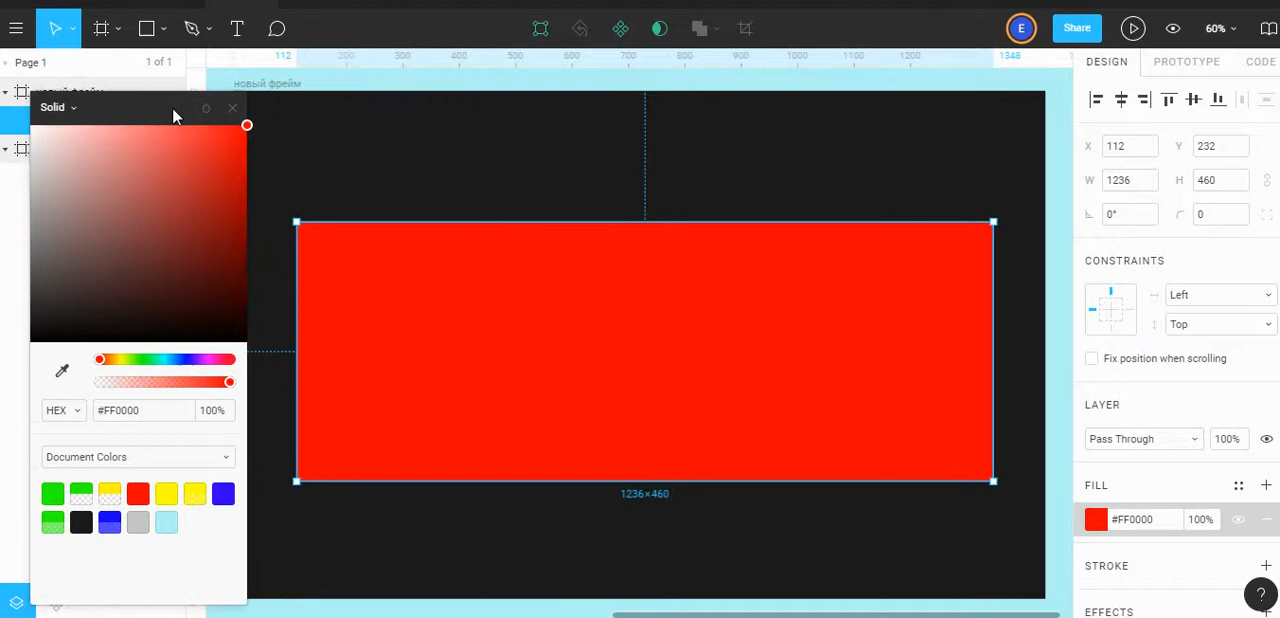 E
Share
60%
Page 1
1 of 1
112
200
300
400
500
600
700
800
900
1000
1100
1200
1348
DESIGN
PROTOTYPE
CODE
новый фрейм
новый фрейм
Solid
X 112
Y 232
W 1236
H 460
0°
0
CONSTRAINTS
Left
Top
Fix position when scrolling
HEX
#FF0000
100%
LAYER
Pass Through
100%
Document Colors
FILL
1236×460
#FF0000
100%
STROKE
EFFECTS
?